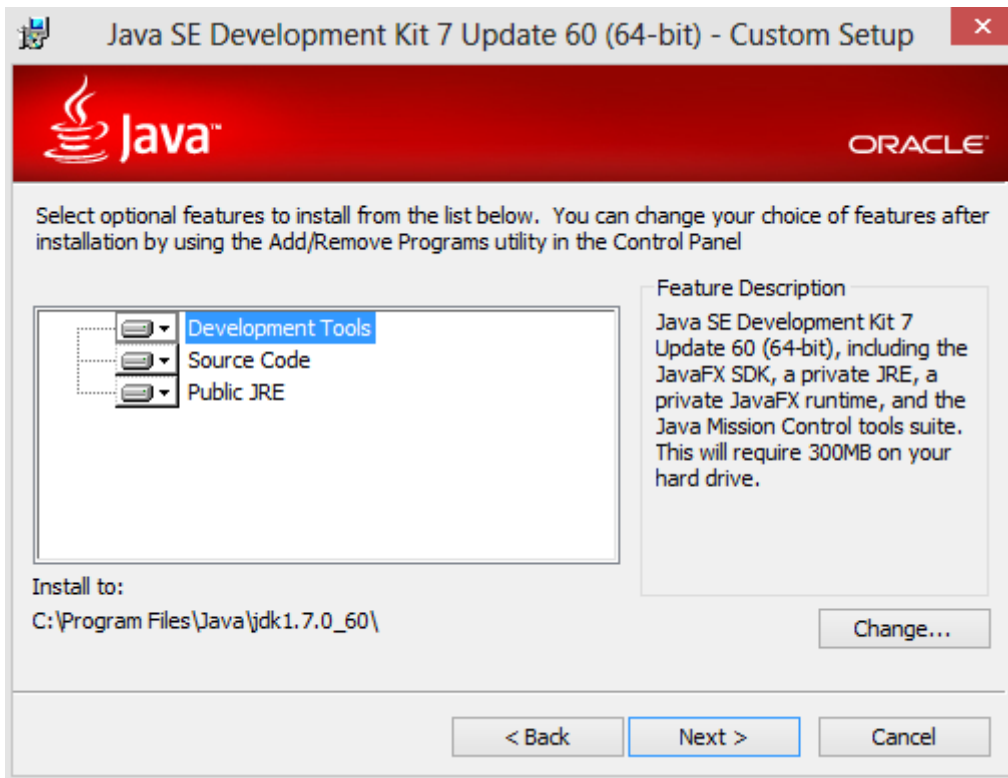 Java SE Development Kit 7 Update 60 (64-bit) - Custom Setup
Java™
ORACLE®
Select optional features to install from the list below. You can change your choice of features after
installation by using the Add/Remove Programs utility in the Control Panel
Development Tools
Source Code
Public JRE
Feature Description
Java SE Development Kit 7
Update 60 (64-bit), including the
JavaFX SDK, a private JRE, a
private JavaFX runtime, and the
Java Mission Control tools suite.
This will require 300MB on your
hard drive.
Install to:
C:\Program Files\Java\jdk1.7.0_60\
Change...
< Back
Next >
Cancel